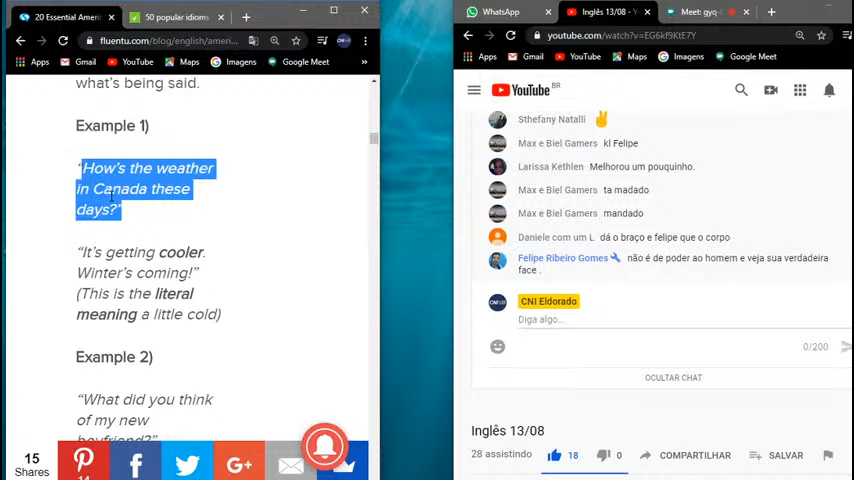 20 Essential Americ
50 popular idioms
fluentu.com/blog/english/ameri...
Apps
Gmail
YouTube
Maps
Imagens
Google Meet
what's being said.
Example 1)
"How's the weather
in Canada these
days?"
"It's getting cooler.
Winter's coming!"
(This is the literal
meaning a little cold)
Example 2)
"What did you think
of my new
boyfriend?"
15
Shares
14
WhatsApp
Inglês 13/08 -
Meet: gyq-
youtube.com/watch?v=EG6kf9KtE7Y
Apps
Gmail
YouTube
Maps
Imagens
Google Meet
YouTube BR
Sthefany Natalli ✌
Max e Biel Gamers kl Felipe
Larissa Kethlen Melhorou um pouquinho.
Max e Biel Gamers ta madado
Max e Biel Gamers mandado
Daniele com um L dá o braço e felipe que o corpo
Felipe Ribeiro Gomes não é de poder ao homem e veja sua verdadeira
face .
CNI Eldorado
Diga algo...
0/200
OCULTAR CHAT
Inglês 13/08
28 assistindo
18
0
COMPARTILHAR
SALVAR